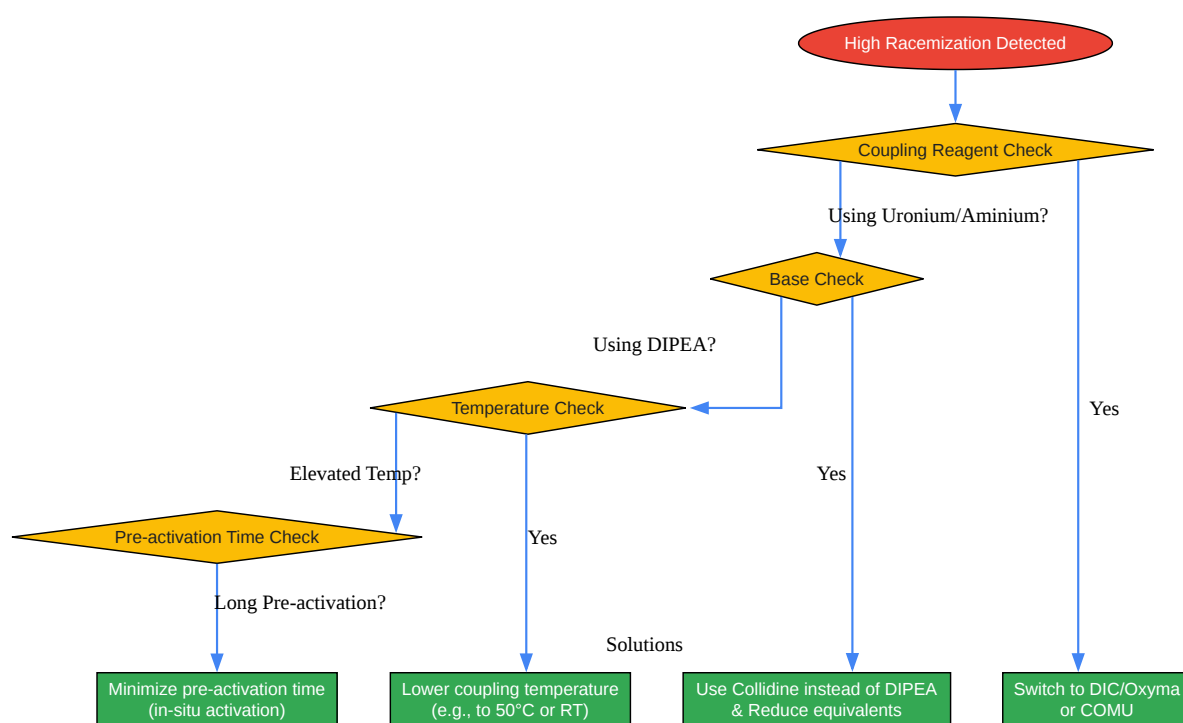 High Racemization Detected
Coupling Reagent Check
Using Uronium/Aminium?
Base Check
Using DIPEA?
Temperature Check
Yes
Elevated Temp?
Yes
Pre-activation Time Check
Yes
Long Pre-activation?
Solutions
Minimize pre-activation time
(in-situ activation)
Lower coupling temperature
(e.g., to 50°C or RT)
Use Collidine instead of DIPEA
& Reduce equivalents
Switch to DIC/Oxyma
or COMU